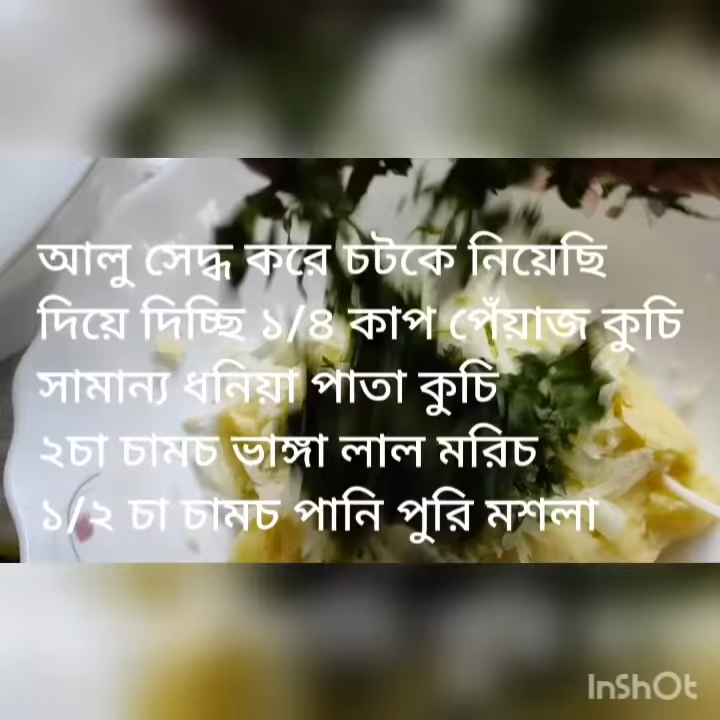 আলু সেদ্ধ করে চটকে নিয়েছি
দিয়ে দিচ্ছি ১/৪ কাপ পেঁয়াজ কুচি
সামান্য ধনিয়া পাতা কুচি
২চা চামচ ভাঙ্গা লাল মরিচ
১/২ চা চামচ পানি পুরি মশলা
InShOt